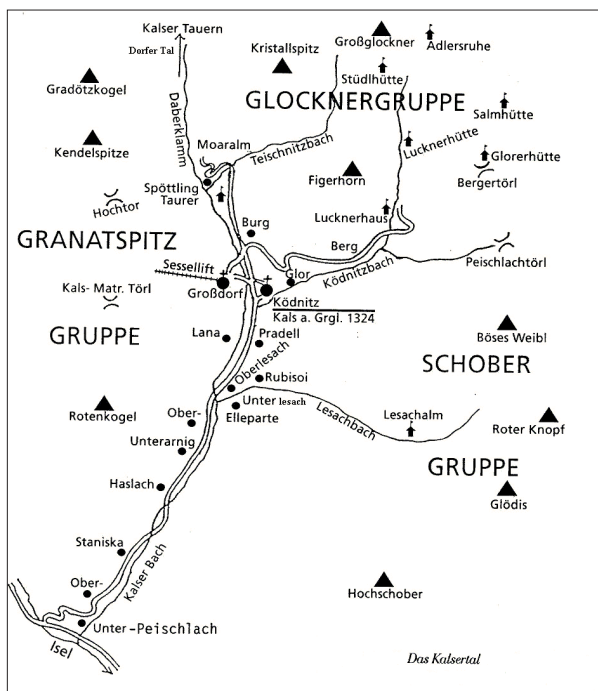 Kalser Tauern
Dorfer Tal
Kristallspitz
Großglockner
Adlersruhe
Stüdlhütte
Gradötzkogel
GLOCKNERGRUPPE
Daberklamm
Salmhütte
Kendelspitze
Moaralm
Teischnitzbach
Lucknerhütte
Glorerhütte
Bergertörl
Figerhorn
Spöttling
Taurer
Hochtor
Lucknerhaus
Burg
GRANATSPITZ
Berg
Sessellift
Glor
Ködnitzbach
Peischlachtörl
Kals- Matr. Törl
Großdorf
Ködnitz
Kals a. Grgl. 1324
GRUPPE
Lana
Pradell
Böses Weibl
Oberlesach
SCHOBER
Rubisoi
Unter lesach
Rotenkogel
Ober-
Elleparte
Lesachbach
Lesachalm
Roter Knopf
Unterarnig
GRUPPE
Haslach
Glödis
Staniska
Kalser Bach
Ober-
Hochschober
Unter-Peischlach
Isel
Das Kalsertal